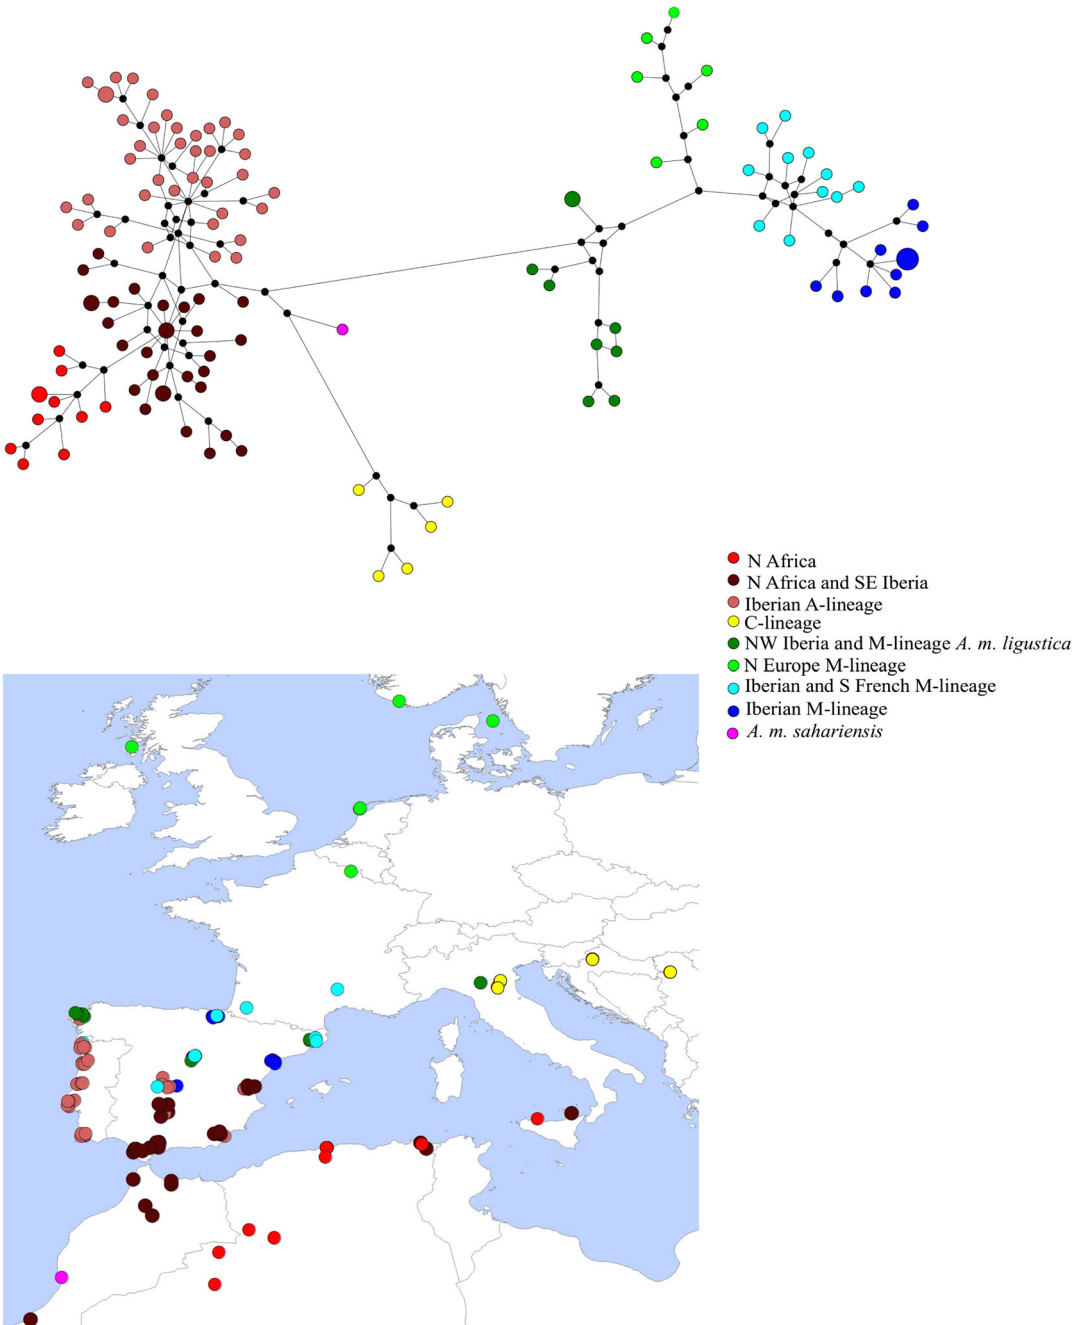 N Africa
N Africa and SE Iberia
Iberian A-lineage
C-lineage
NW Iberia and M-lineage A. m. ligustica
N Europe M-lineage
Iberian and S French M-lineage
Iberian M-lineage
A. m. sahariensis